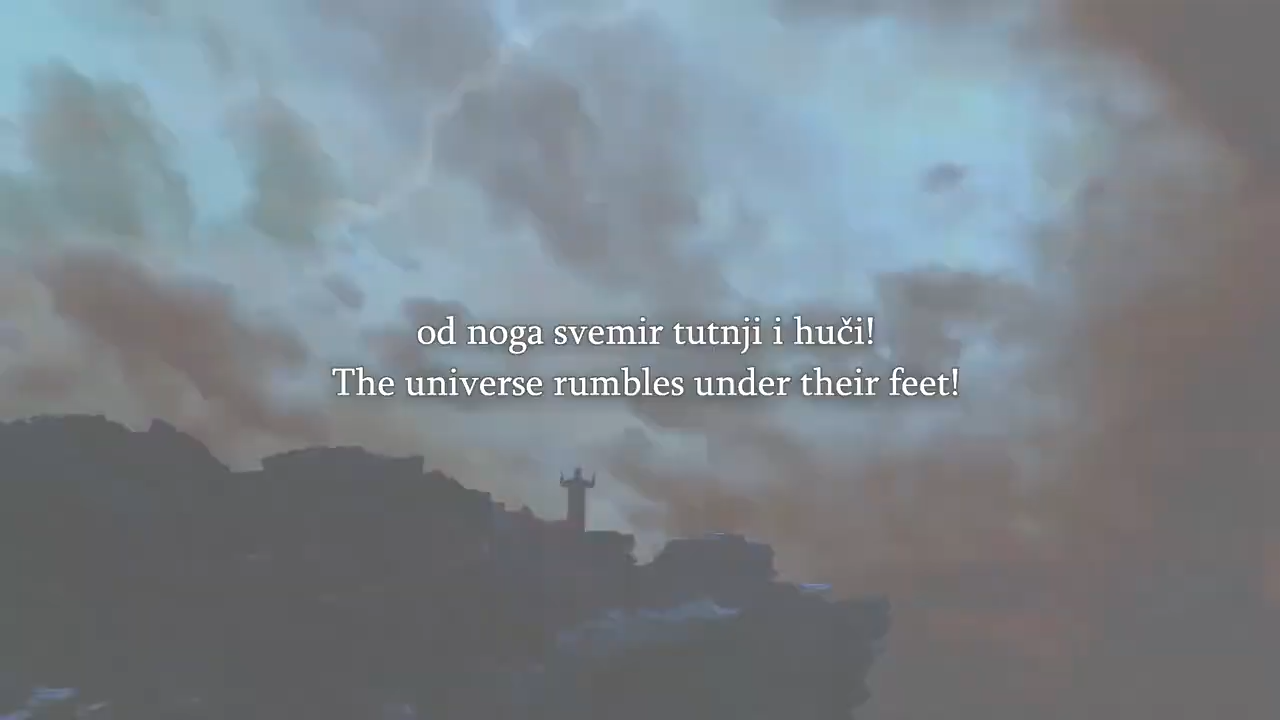 od noga svemir tutnji i huči!
The universe rumbles under their feet!